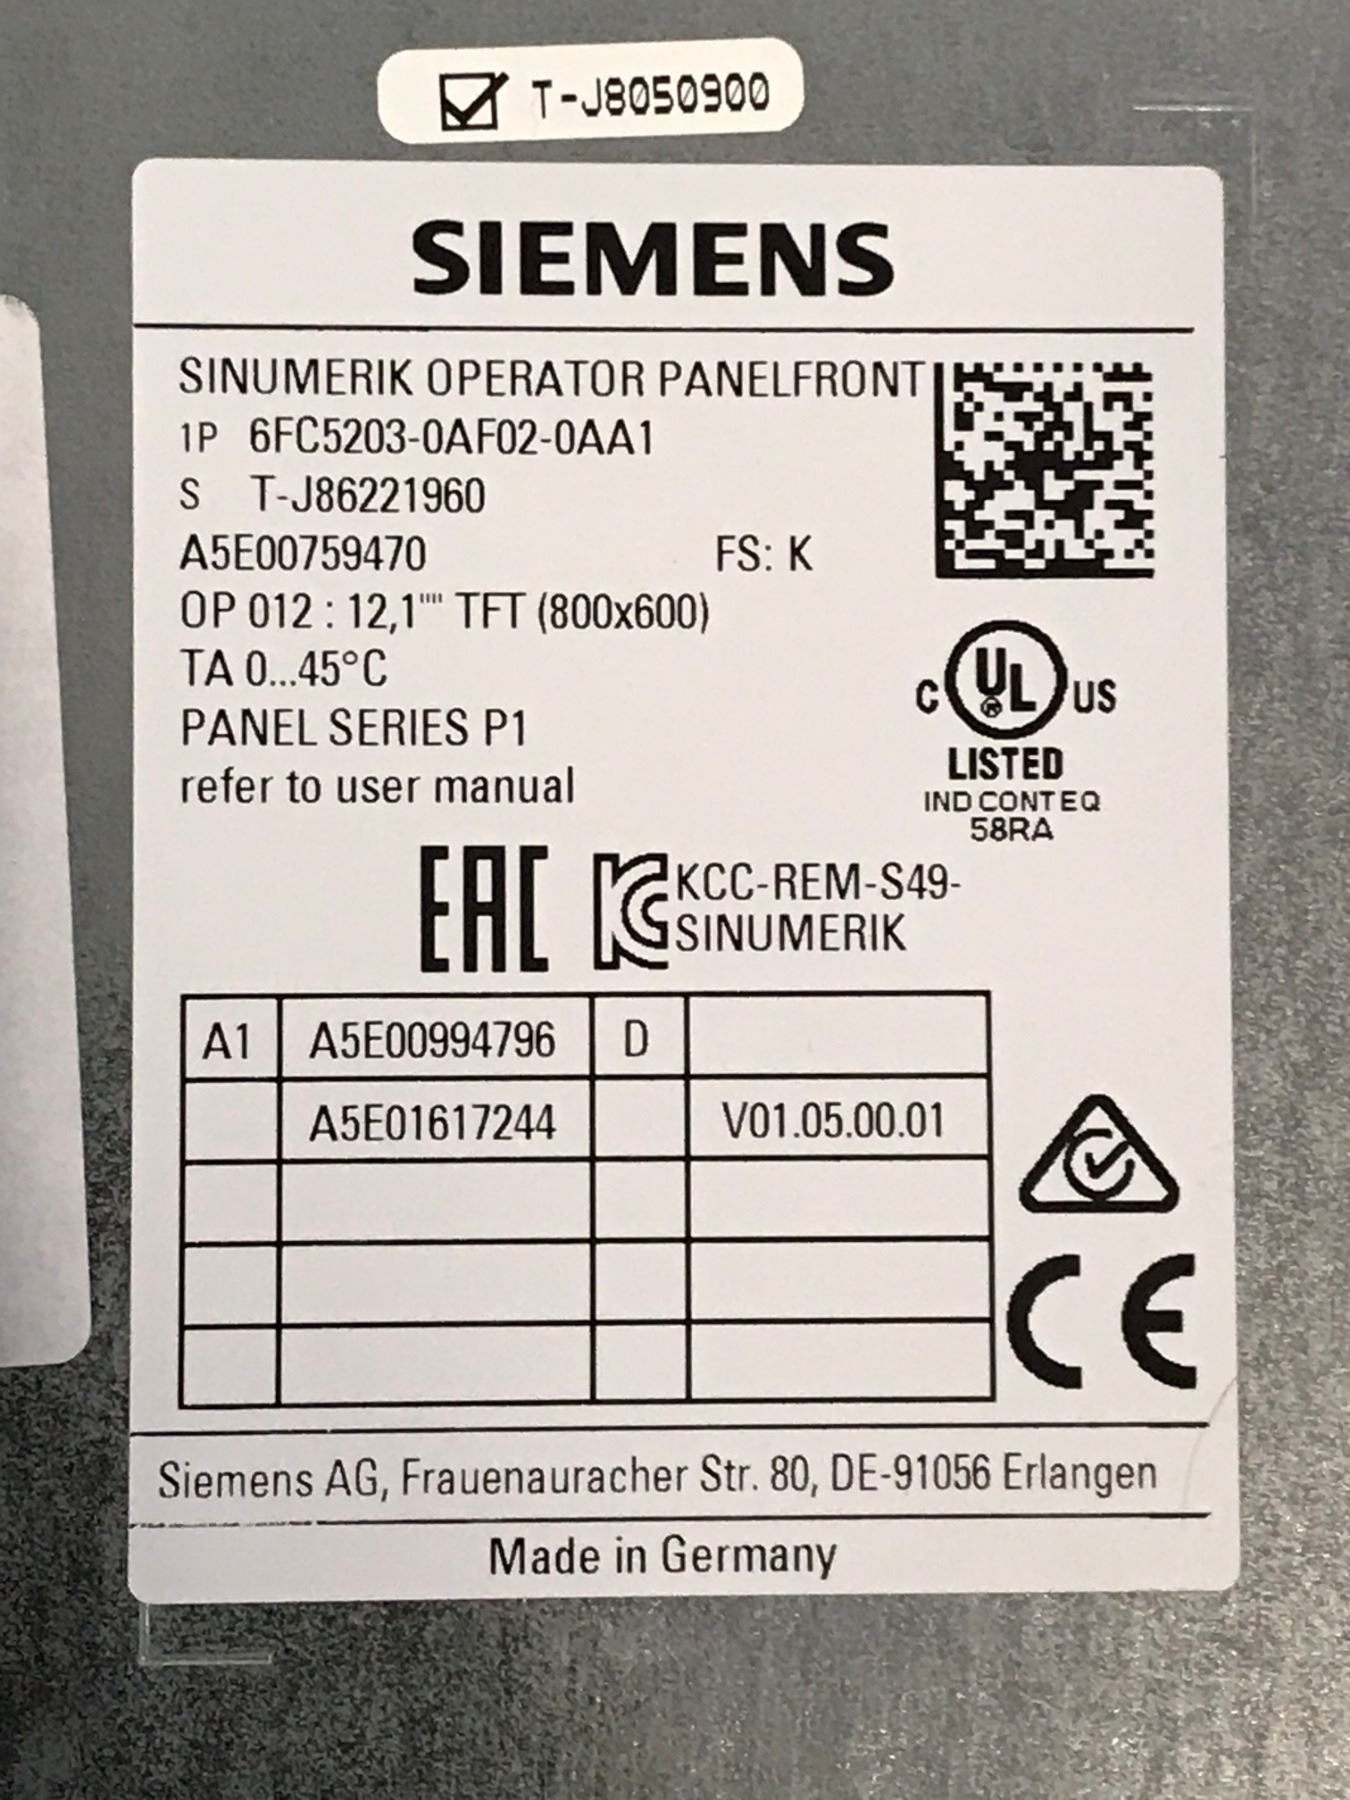 T-J8050900
SIEMENS
SINUMERIK OPERATOR PANELFRONT
1P 6FC5203-0AF02-0AA1
S T-J86221960
A5E00759470 FS: K
OP 012 : 12,1"" TFT (800x600)
TA 0...45°C
PANEL SERIES P1
refer to user manual
C UL ® US
LISTED
IND CONT EQ
58RA
EAC KC KCC-REM-S49-
SINUMERIK
A1 A5E00994796 D
A5E01617244 V01.05.00.01
CE
Siemens AG, Frauenauracher Str. 80, DE-91056 Erlangen
Made in Germany